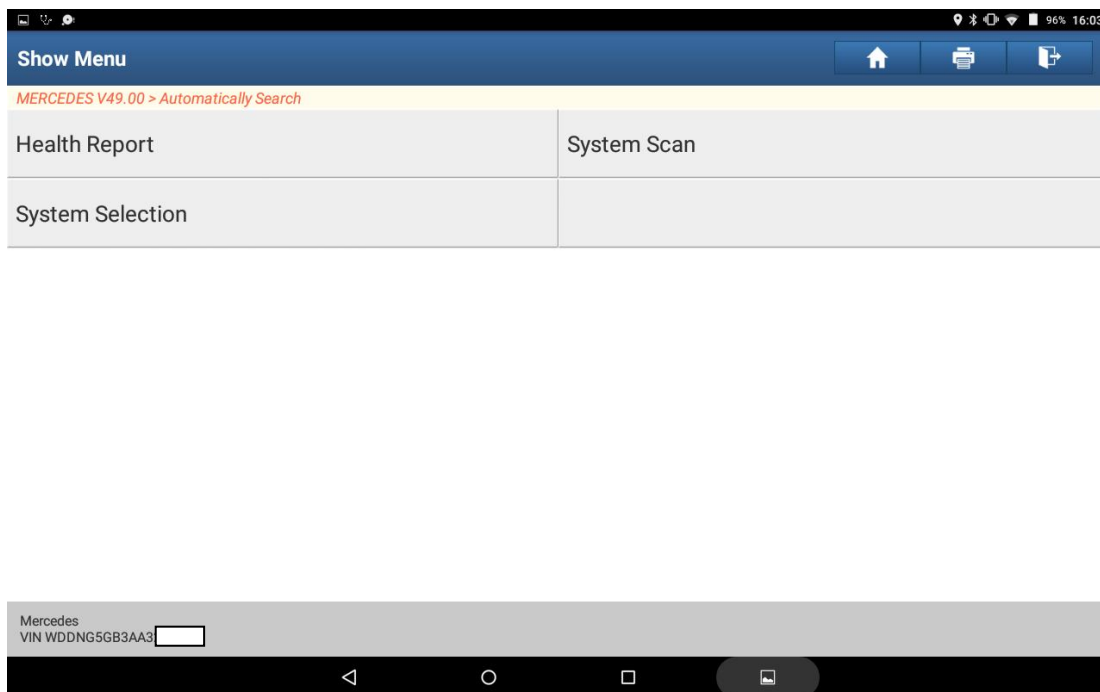 96% 16:03
Show Menu
MERCEDES V49.00 > Automatically Search
Health Report
System Scan
System Selection
Mercedes
VIN WDDNG5GB3AA3